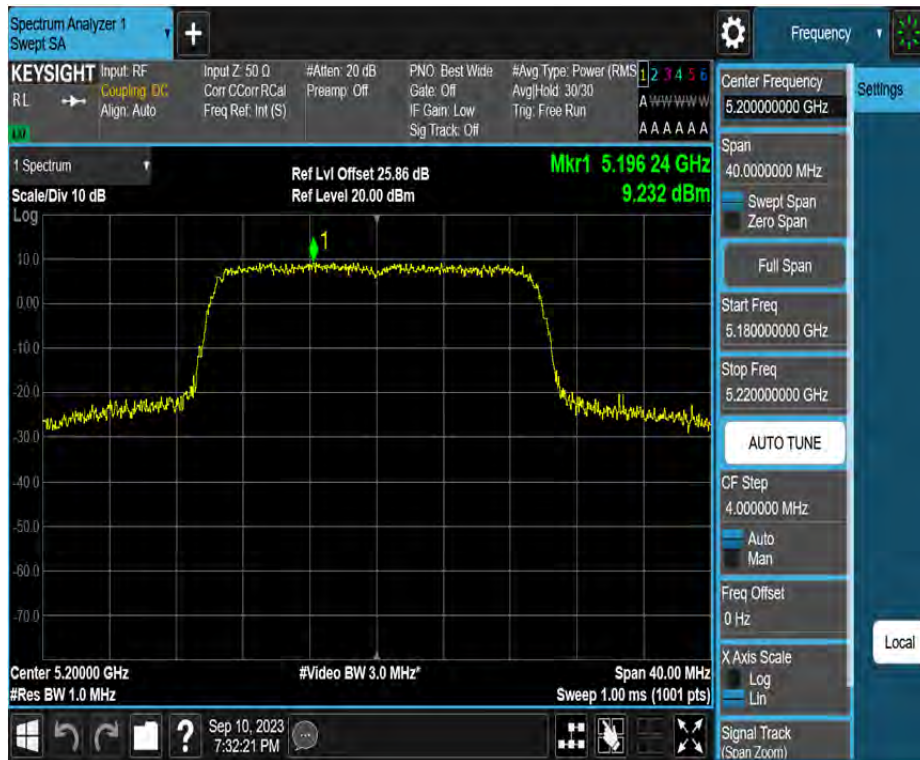 Spectrum Analyzer 1
Swept SA
+
Frequency
KEYSIGHT
RL
Input: RF
Coupling: DC
Align: Auto
Input Z: 50 Ω
Corr CCorr RCal
Freq Ref: Int (S)
#Atten: 20 dB
Preamp: Off
PNO: Best Wide
Gate: Off
IF Gain: Low
Sig Track: Off
#Avg Type: Power (RMS
Avg|Hold: 30/30
Trig: Free Run
1 2 3 4 5 6
A W W W W W
A A A A A A
1 Spectrum
Scale/Div 10 dB
Log
Ref Lvl Offset 25.86 dB
Ref Level 20.00 dBm
Mkr1 5.196 24 GHz
9.232 dBm
1
10.0
0.00
-10.0
-20.0
-30.0
-40.0
-50.0
-60.0
-70.0
Center 5.20000 GHz
#Res BW 1.0 MHz
#Video BW 3.0 MHz*
Span 40.00 MHz
Sweep 1.00 ms (1001 pts)
?
Sep 10, 2023
7:32:21 PM
Center Frequency
5.200000000 GHz
Span
40.0000000 MHz
Swept Span
Zero Span
Full Span
Start Freq
5.180000000 GHz
Stop Freq
5.220000000 GHz
AUTO TUNE
CF Step
4.000000 MHz
Auto
Man
Freq Offset
0 Hz
X Axis Scale
Log
Lin
Signal Track
(Span Zoom)
Settings
Local